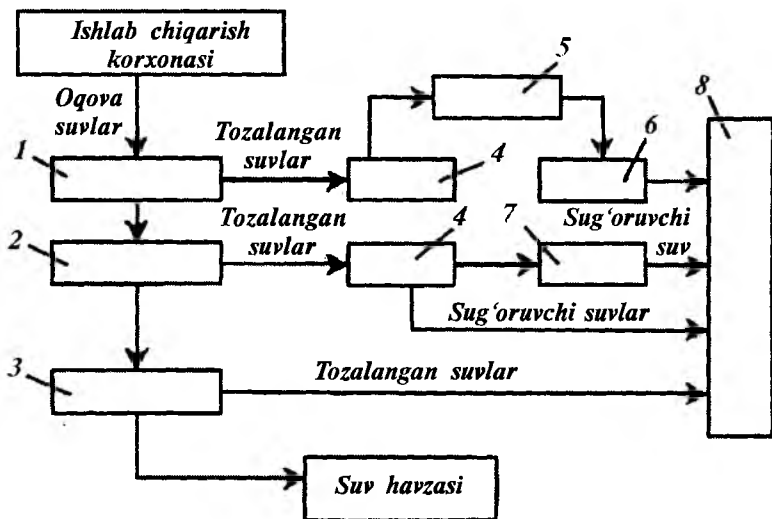 Ishlab chiqarish
korxonasi
Oqova
suvlar
1
Tozalangan
suvlar
4
5
6
8
2
Tozalangan
suvlar
4
7
Sug‘oruvchi
suv
Sug‘oruvchi suvlar
3
Tozalangan suvlar
Suv havzasi